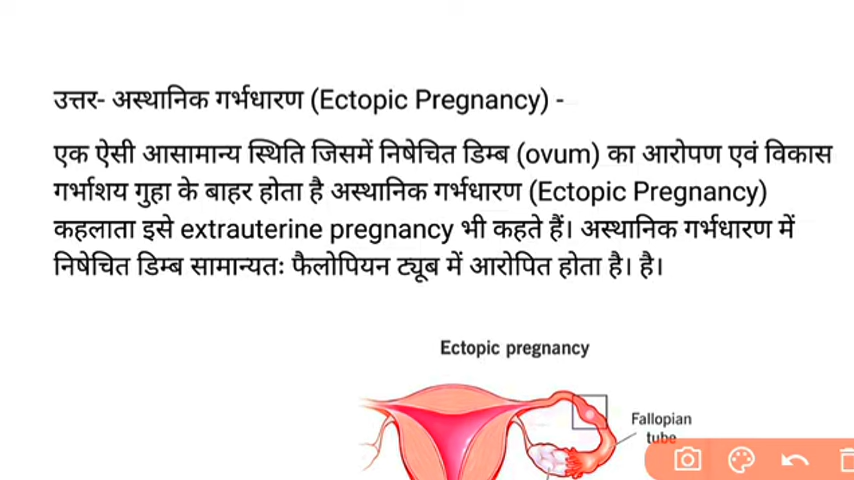 उत्तर- अस्थानिक गर्भधारण (Ectopic Pregnancy) -
एक ऐसी आसामान्य स्थिति जिसमें निषेचित डिम्ब (ovum) का आरोपण एवं विकास
गर्भाशय गुहा के बाहर होता है अस्थानिक गर्भधारण (Ectopic Pregnancy)
कहलाता इसे extrauterine pregnancy भी कहते हैं। अस्थानिक गर्भधारण में
निषेचित डिम्ब सामान्यतः फैलोपियन ट्यूब में आरोपित होता है। है।
Ectopic pregnancy
Fallopian
tube